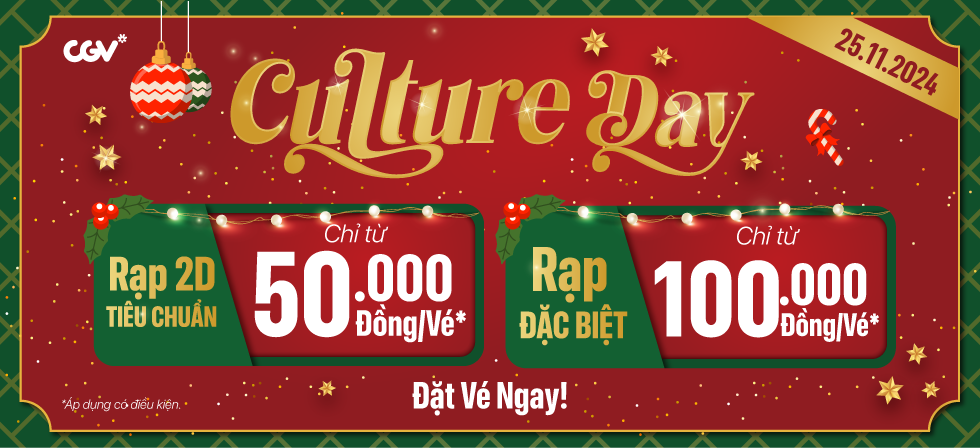 CGV*
25.11.2024
Culture Day
Rạp 2D
TIÊU CHUẨN
Chỉ từ
50.000
Đồng/Vé*
Rạp
ĐẶC BIỆT
Chỉ từ
100.000
Đồng/Vé*
Đặt Vé Ngay!
*Áp dụng có điều kiện.